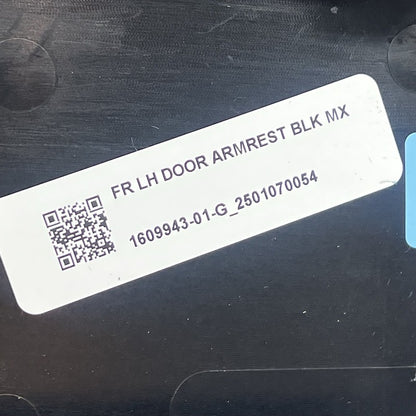 FR LH DOOR ARMREST BLK MX
1609943-01-G_2501070054